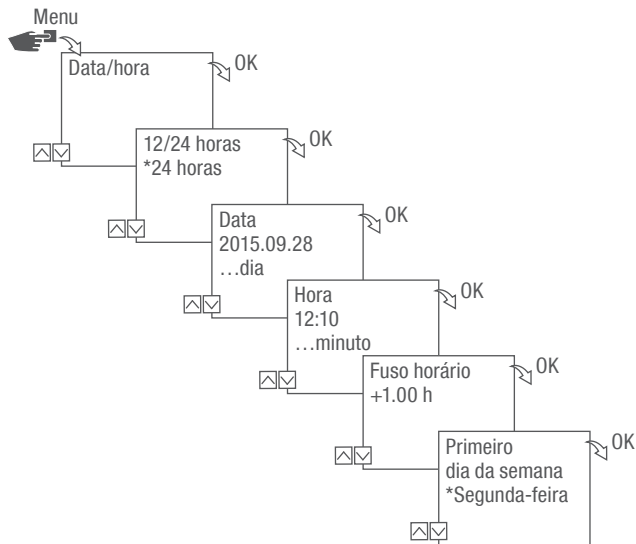 Menu
Data/hora
OK
12/24 horas
*24 horas
OK
Data
2015.09.28
…dia
OK
Hora
12:10
…minuto
OK
Fuso horário
+1.00 h
OK
Primeiro
dia da semana
*Segunda-feira
OK